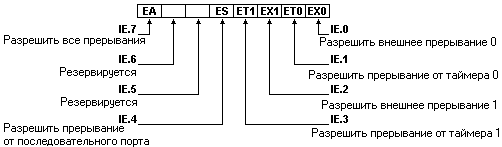 EA ES ET1 EX1 ET0 EX0
IE.7
Разрешить все прерывания
IE.0
Разрешить внешнее прерывание 0
IE.6
Резервируется
IE.1
Разрешить прерывание от таймера 0
IE.5
Резервируется
IE.2
Разрешить внешнее прерывание 1
IE.4
Разрешить прерывание
от последовательного порта
IE.3
Разрешить прерывание от таймера 1